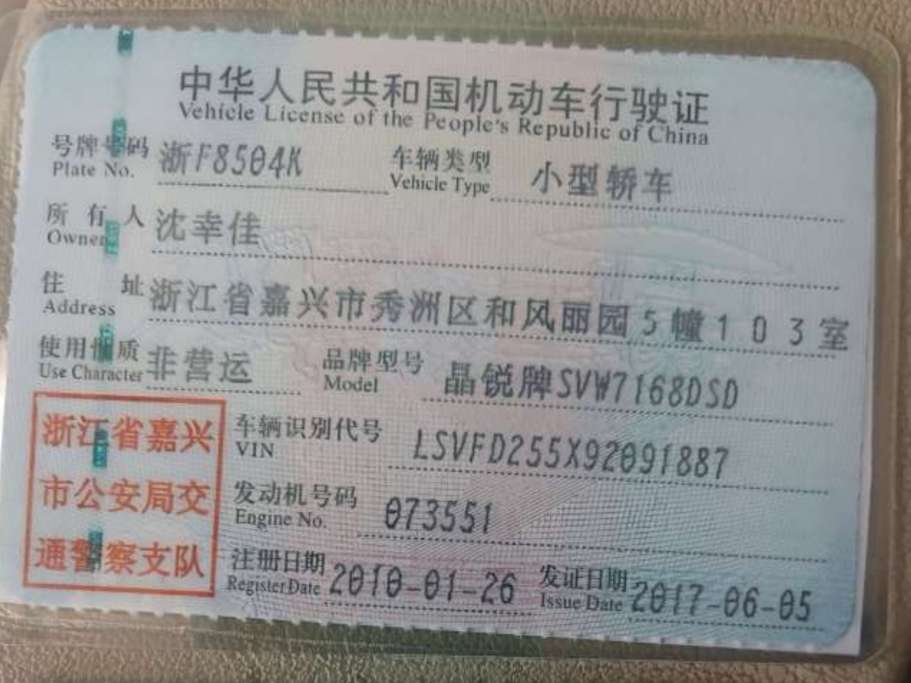 中华人民共和国机动车行驶证
Vehicle License of the People's Republic of China
号牌号码 浙F8504K 车辆类型 小型轿车
Plate No. Vehicle Type
所有人 沈幸佳
Owner
住址 浙江省嘉兴市秀洲区和风丽园5幢103室
Address
使用性质 非营运 品牌型号 晶锐牌SVW7168DSD
Use Character Model
浙江省嘉兴
市公安局交
通警察支队
车辆识别代号 LSVFD255X92091887
VIN
发动机号码 073551
Engine No.
注册日期 2010-01-26 发证日期 2017-06-05
Register Date Issue Date